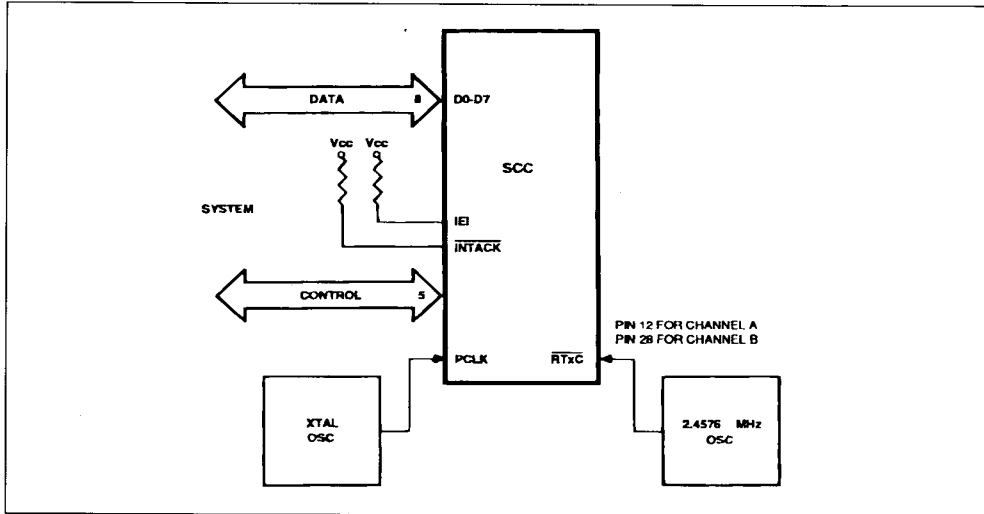 DATA 8 D0-D7
Vcc Vcc
SCC
SYSTEM
IEI
INTACK
CONTROL 5
PIN 12 FOR CHANNEL A
PIN 28 FOR CHANNEL B
PCLK
RTxC
XTAL
OSC
2.4576 MHz
OSC